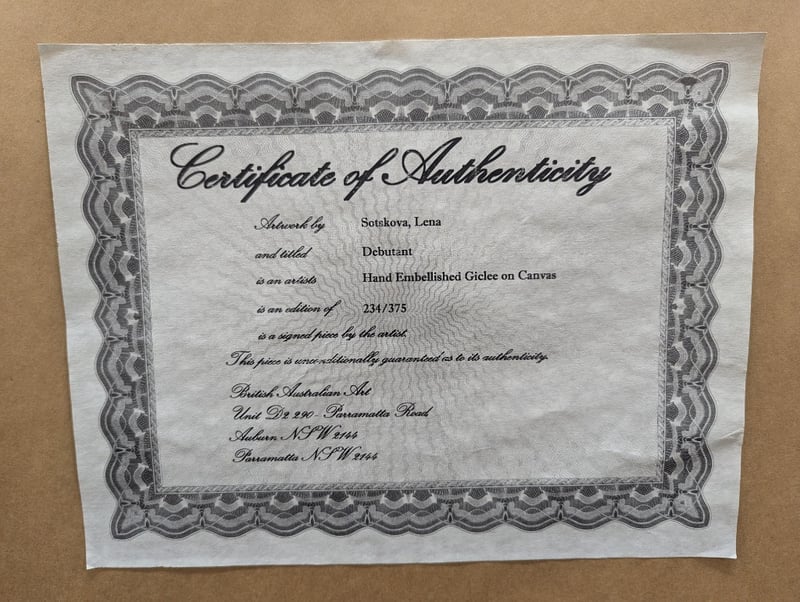 Certificate of Authenticity
Artwork by Sotskova, Lena
and titled Debutant
is an artists Hand Embellished Giclee on Canvas
is an edition of 234/375
is a signed piece by the artist.
This piece is unconditionally guaranteed as to its authenticity.
British Australian Art
Unit D2 290 - Parramatta Road
Auburn NSW 2144
Parramatta NSW 2144